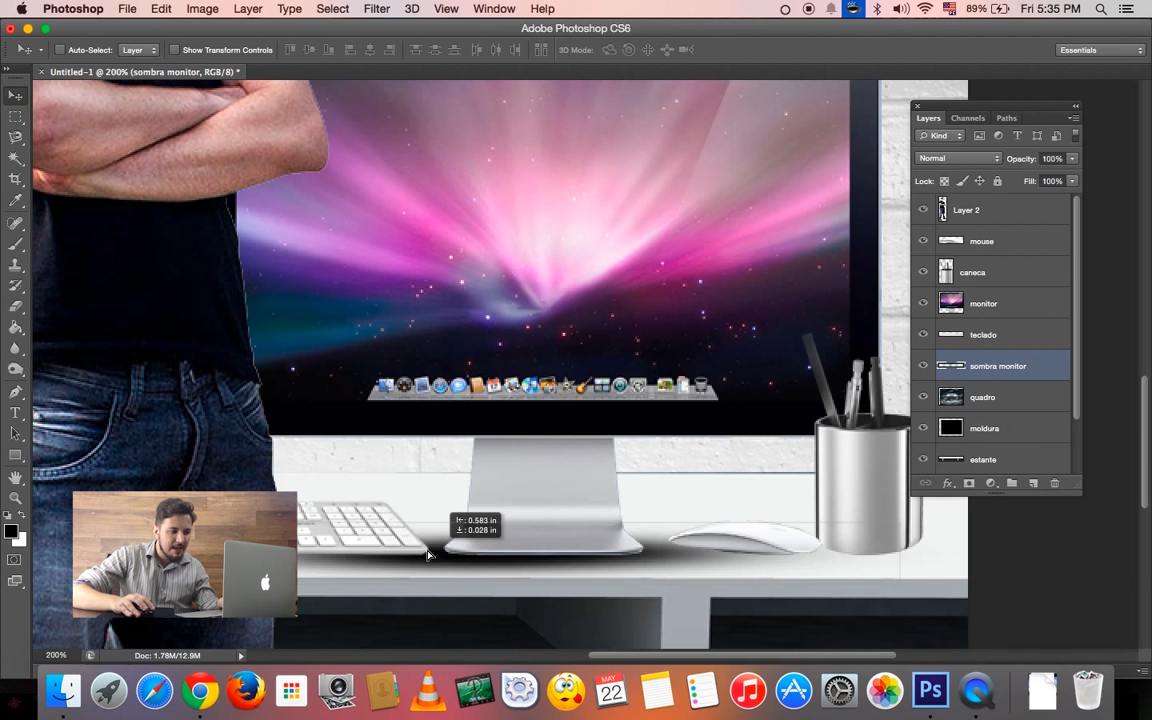 Photoshop File Edit Image Layer Type Select Filter 3D View Window Help 89% Fri 5:35 PM
Adobe Photoshop CS6
Auto-Select: Layer Show Transform Controls 3D Mode: Essentials
Untitled-1 @ 200% (sombra monitor, RGB/8) *
Layers Channels Paths
Kind
Normal Opacity: 100%
Lock: Fill: 100%
Layer 2
mouse
caneca
monitor
teclado
sombra monitor
quadro
moldura
estante
fx
: 0.583 in
: 0.028 in
200% Doc: 1.78M/12.9M
MAY
22
Ps